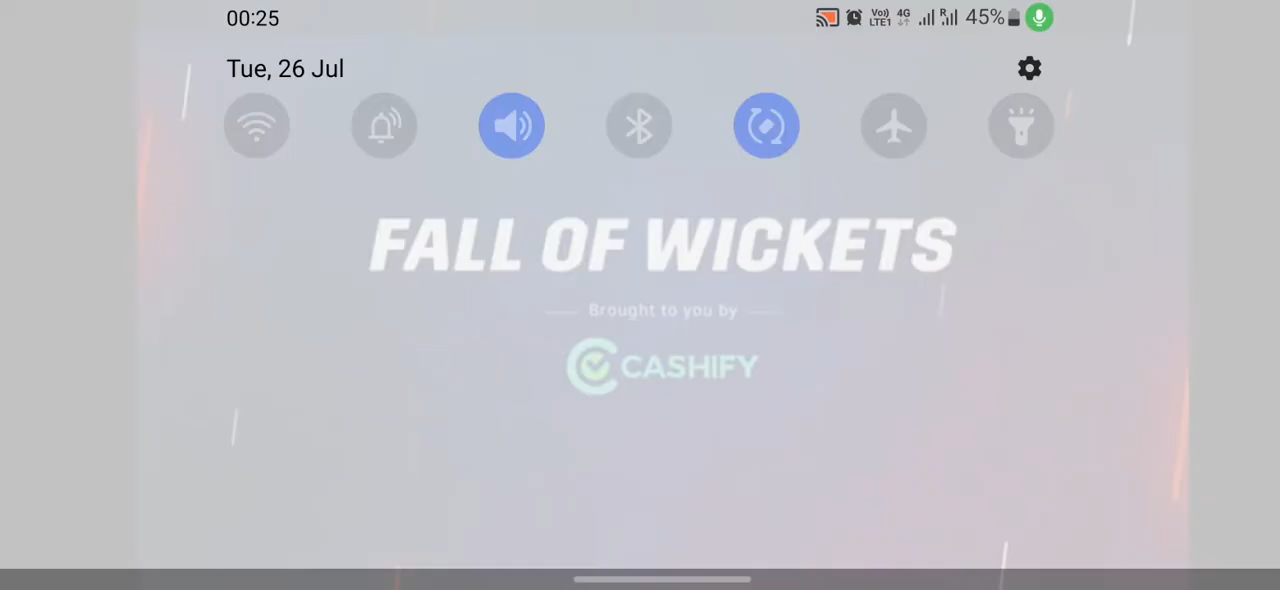 00:25
Vo)) LTE1 4G R 45%
Tue, 26 Jul
FALL OF WICKETS
Brought to you by
CASHIFY